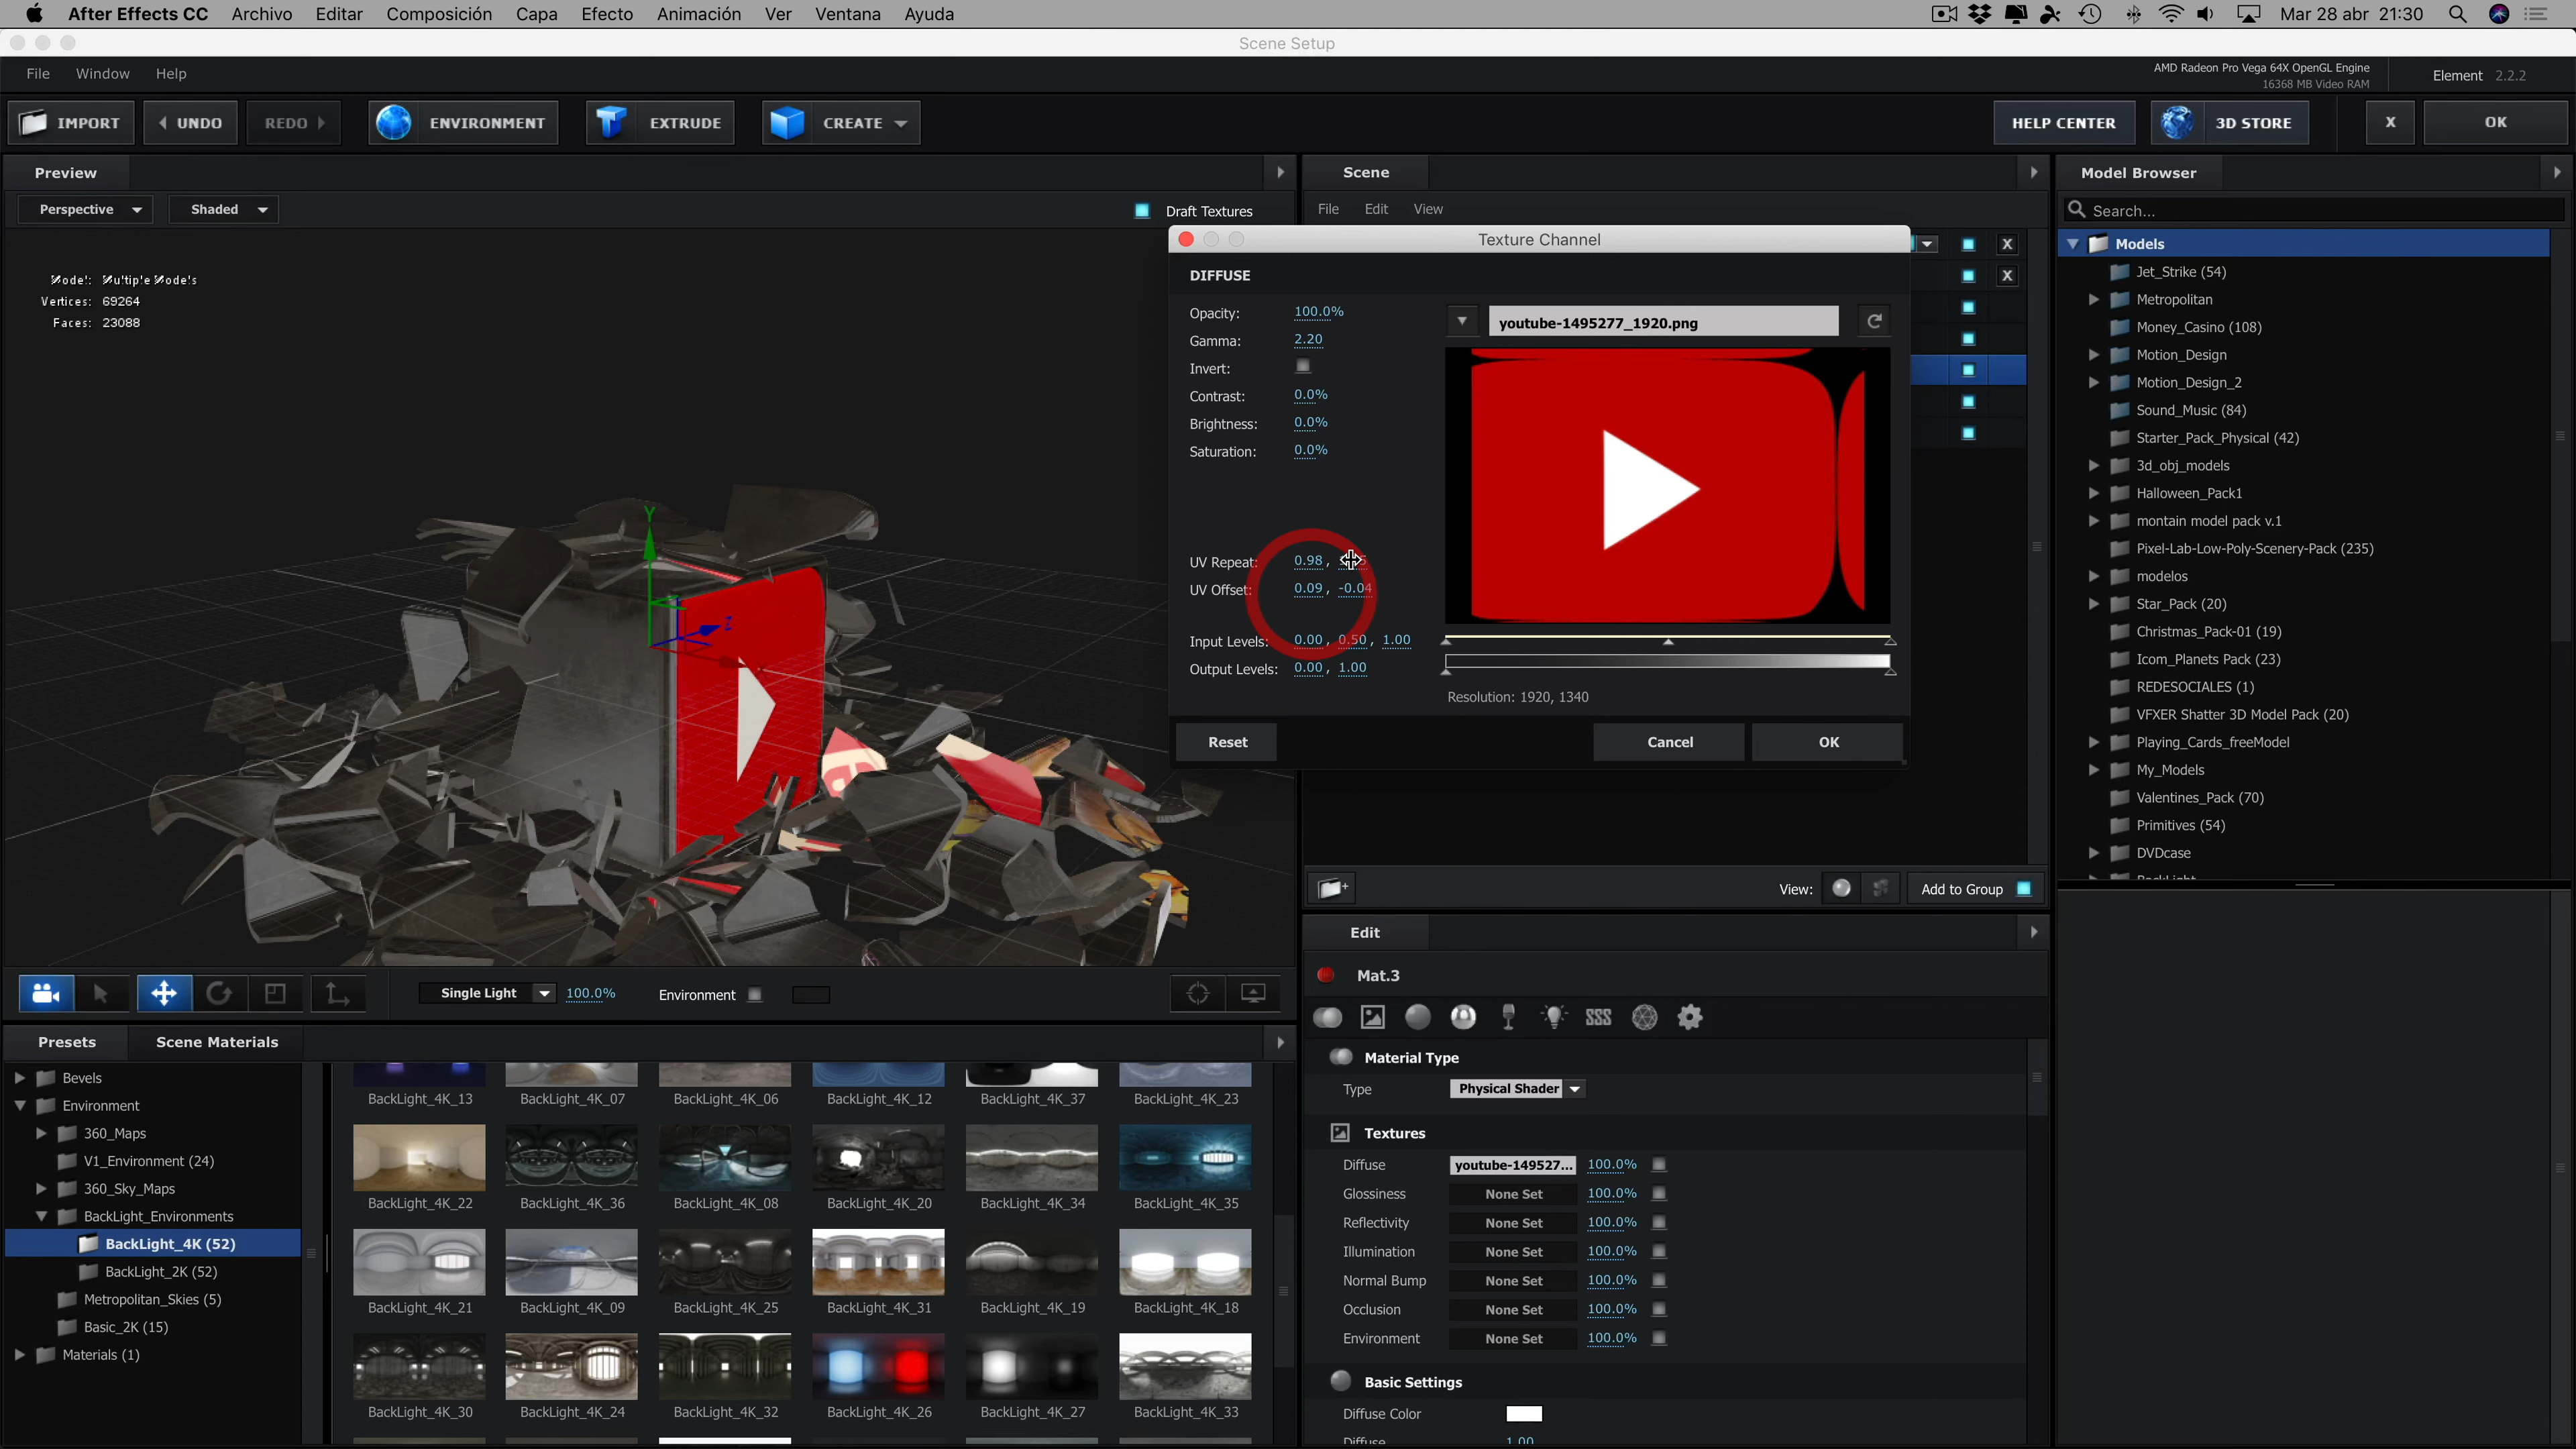 After Effects CC Archivo Editar Composición Capa Efecto Animación Ver Ventana Ayuda Mar 28 abr 21:30
Scene Setup
File Window Help
AMD Radeon Pro Vega 64X OpenGL Engine
16368 MB Video RAM
Element 2.2.2
IMPORT UNDO REDO ENVIRONMENT EXTRUDE CREATE HELP CENTER 3D STORE X OK
Preview
Perspective Shaded Draft Textures
Model: Multiple Models
Vertices: 69264
Faces: 23088
Y
Z
Single Light 100.0% Environment
Scene
File Edit View
X
X
Texture Channel
DIFFUSE
Opacity: 100.0%
Gamma: 2.20
Invert:
Contrast: 0.0%
Brightness: 0.0%
Saturation: 0.0%
UV Repeat: 0.98 ,
UV Offset: 0.09 , -0.04
Input Levels: 0.00 , 0.50 , 1.00
Output Levels: 0.00 , 1.00
youtube-1495277_1920.png
Resolution: 1920, 1340
Reset Cancel OK
View: Add to Group
Model Browser
Search...
Models
Jet_Strike (54)
Metropolitan
Money_Casino (108)
Motion_Design
Motion_Design_2
Sound_Music (84)
Starter_Pack_Physical (42)
3d_obj_models
Halloween_Pack1
montain model pack v.1
Pixel-Lab-Low-Poly-Scenery-Pack (235)
modelos
Star_Pack (20)
Christmas_Pack-01 (19)
Icom_Planets Pack (23)
REDESOCIALES (1)
VFXER Shatter 3D Model Pack (20)
Playing_Cards_freeModel
My_Models
Valentines_Pack (70)
Primitives (54)
DVDcase
BackLight
Presets Scene Materials
Bevels
Environment
360_Maps
V1_Environment (24)
360_Sky_Maps
BackLight_Environments
BackLight_4K (52)
BackLight_2K (52)
Metropolitan_Skies (5)
Basic_2K (15)
Materials (1)
BackLight_4K_13 BackLight_4K_07 BackLight_4K_06 BackLight_4K_12 BackLight_4K_37 BackLight_4K_23
BackLight_4K_22 BackLight_4K_36 BackLight_4K_08 BackLight_4K_20 BackLight_4K_34 BackLight_4K_35
BackLight_4K_21 BackLight_4K_09 BackLight_4K_25 BackLight_4K_31 BackLight_4K_19 BackLight_4K_18
BackLight_4K_30 BackLight_4K_24 BackLight_4K_32 BackLight_4K_26 BackLight_4K_27 BackLight_4K_33
Edit
Mat.3
SSS
Material Type
Type Physical Shader
Textures
Diffuse youtube-149527... 100.0%
Glossiness None Set 100.0%
Reflectivity None Set 100.0%
Illumination None Set 100.0%
Normal Bump None Set 100.0%
Occlusion None Set 100.0%
Environment None Set 100.0%
Basic Settings
Diffuse Color
Diffuse 1.00